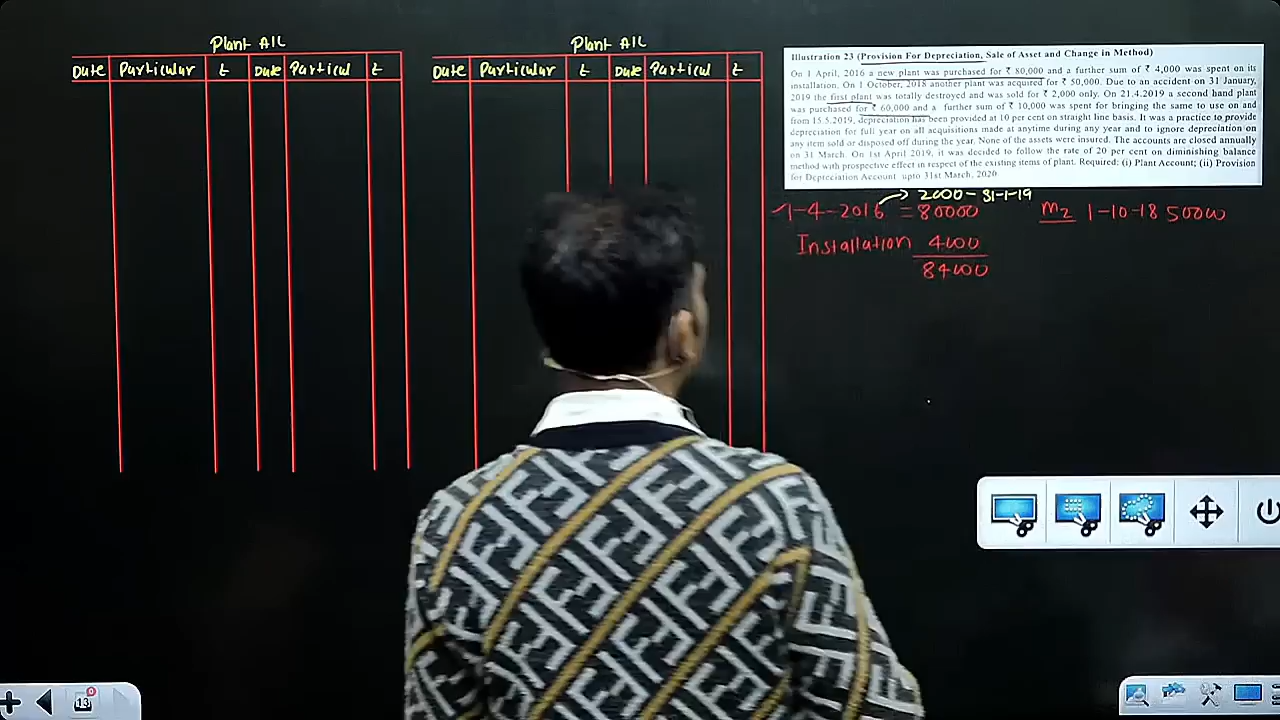 Plant A/c
Date Particular ₹ Date Particul ₹
Plant A/c
Date Particular ₹ Date Particul ₹
Illustration 23 (Provision For Depreciation, Sale of Asset and Change in Method)
On 1 April, 2016 a new plant was purchased for ₹ 80,000 and a further sum of ₹ 4,000 was spent on its
installation. On 1 October, 2018 another plant was acquired for ₹ 50,000. Due to an accident on 31 January,
2019 the first plant was totally destroyed and was sold for ₹ 2,000 only. On 21.4.2019 a second hand plant
was purchased for ₹ 60,000 and a further sum of ₹ 10,000 was spent for bringing the same to use on and
from 15.5.2019, depreciation has been provided at 10 per cent on straight line basis. It was a practice to provide
depreciation for full year on all acquisitions made at anytime during any year and to ignore depreciation on
any item sold or disposed off during the year. None of the assets were insured. The accounts are closed annually
on 31 March. On 1st April 2019, it was decided to follow the rate of 20 per cent on diminishing balance
method with prospective effect in respect of the existing items of plant. Required: (i) Plant Account; (ii) Provision
for Depreciation Account upto 31st March, 2020
2000 - 31-1-19
1-4-2016 = 80000
M2 1-10-18 50000
Installation 4000
84000
13
0